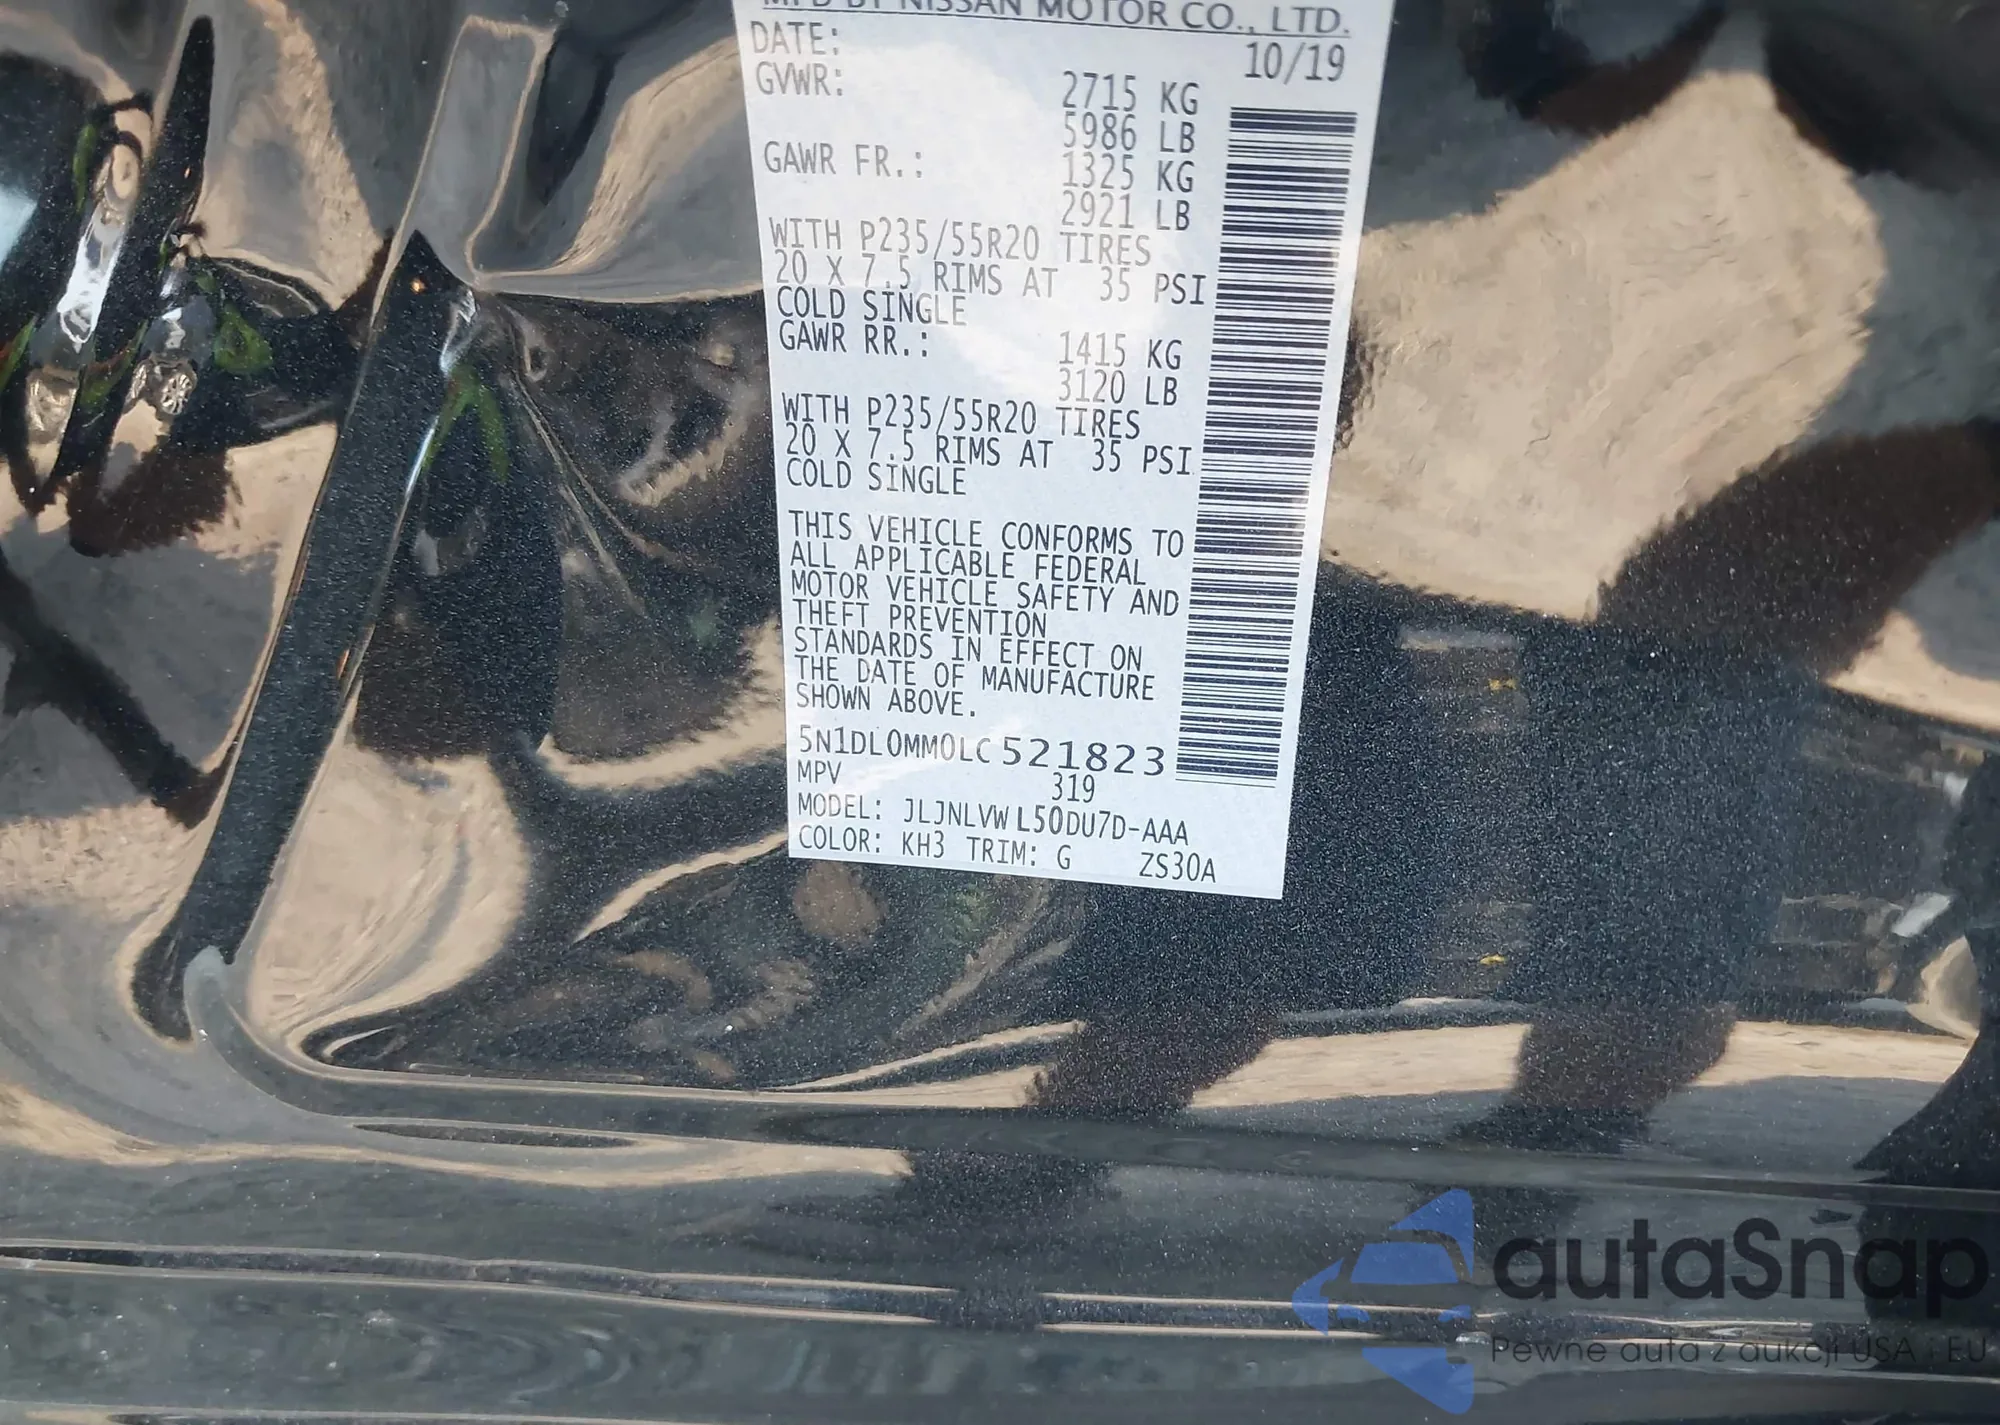 MFD BY NISSAN MOTOR CO., LTD.
DATE: 10/19
GVWR: 2715 KG
5986 LB
GAWR FR.: 1325 KG
2921 LB
WITH P235/55R20 TIRES
20 X 7.5 RIMS AT 35 PSI
COLD SINGLE
GAWR RR.: 1415 KG
3120 LB
WITH P235/55R20 TIRES
20 X 7.5 RIMS AT 35 PSI
COLD SINGLE
THIS VEHICLE CONFORMS TO
ALL APPLICABLE FEDERAL
MOTOR VEHICLE SAFETY AND
THEFT PREVENTION
STANDARDS IN EFFECT ON
THE DATE OF MANUFACTURE
SHOWN ABOVE.
5N1DL0MM0LC521823
MPV 319
MODEL: JLJNLVWL50DU7D-AAA
COLOR: KH3 TRIM: G ZS30A
autaSnap
Pewne auta z aukcji USA i EU